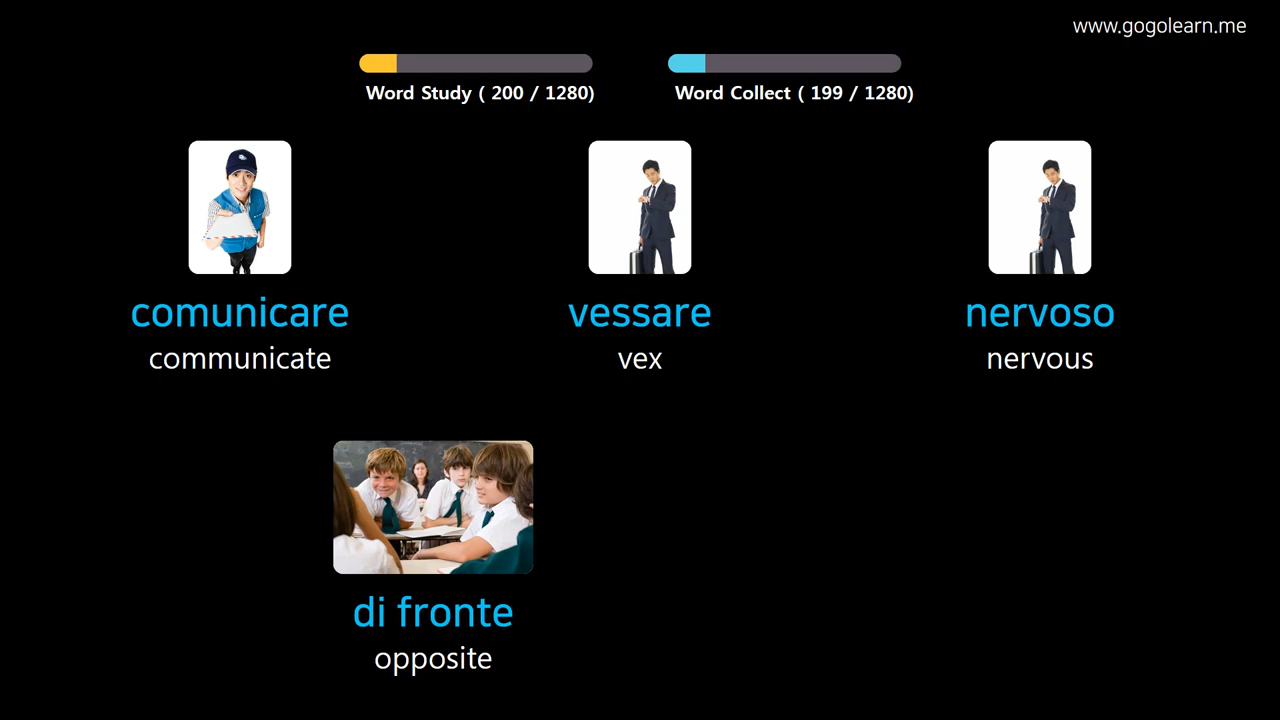 www.gogolearn.me
Word Study ( 200 / 1280)
Word Collect ( 199 / 1280)
comunicare
communicate
vessare
vex
nervoso
nervous
di fronte
opposite